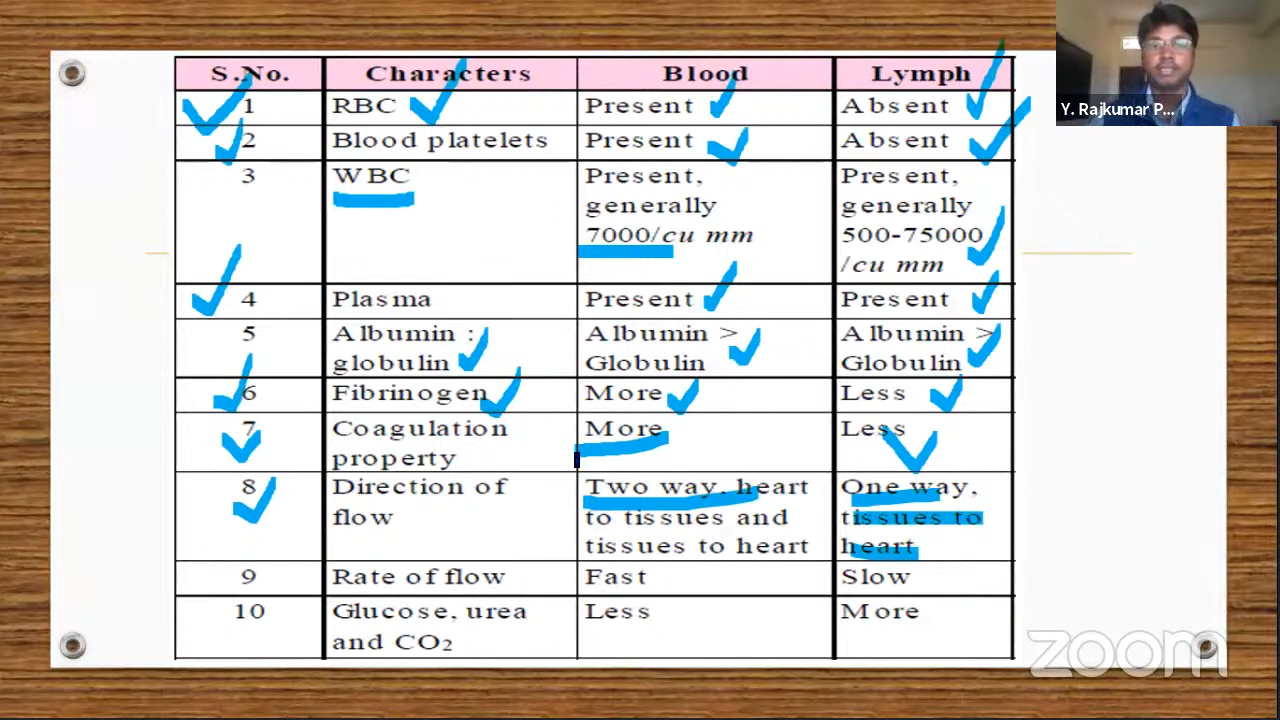 S.No. Characters Blood Lymph
1 RBC Present Absent
2 Blood platelets Present Absent
3 WBC Present, Present,
generally generally
7000/cu mm 500-75000
/cu mm
4 Plasma Present Present
5 Albumin : Albumin > Albumin >
globulin Globulin Globulin
6 Fibrinogen More Less
7 Coagulation More Less
property
8 Direction of Two way, heart One way,
flow to tissues and tissues to
tissues to heart heart
9 Rate of flow Fast Slow
10 Glucose, urea Less More
and CO2
Y. Rajkumar P...
zoom